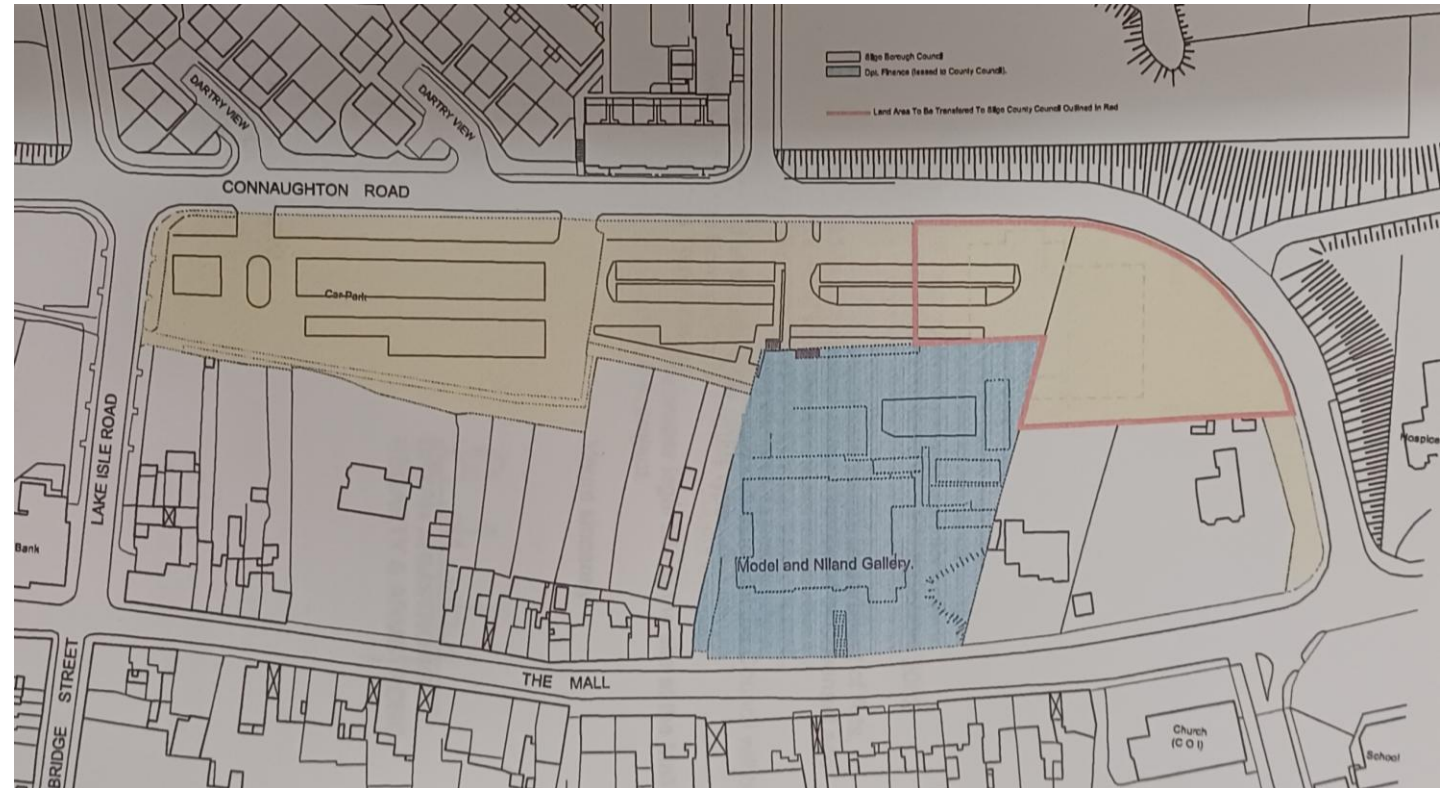 Sligo Borough Council
Dpt. Finance (leased to County Council).
Land Area To Be Transfered To Sligo County Council Outlined In Red
DARTRY VIEW
DARTRY VIEW
CONNAUGHTON ROAD
Car Park
LAKE ISLE ROAD
Hospice
Bank
Model and Niland Gallery.
THE MALL
BRIDGE STREET
Church
(C O I)
School